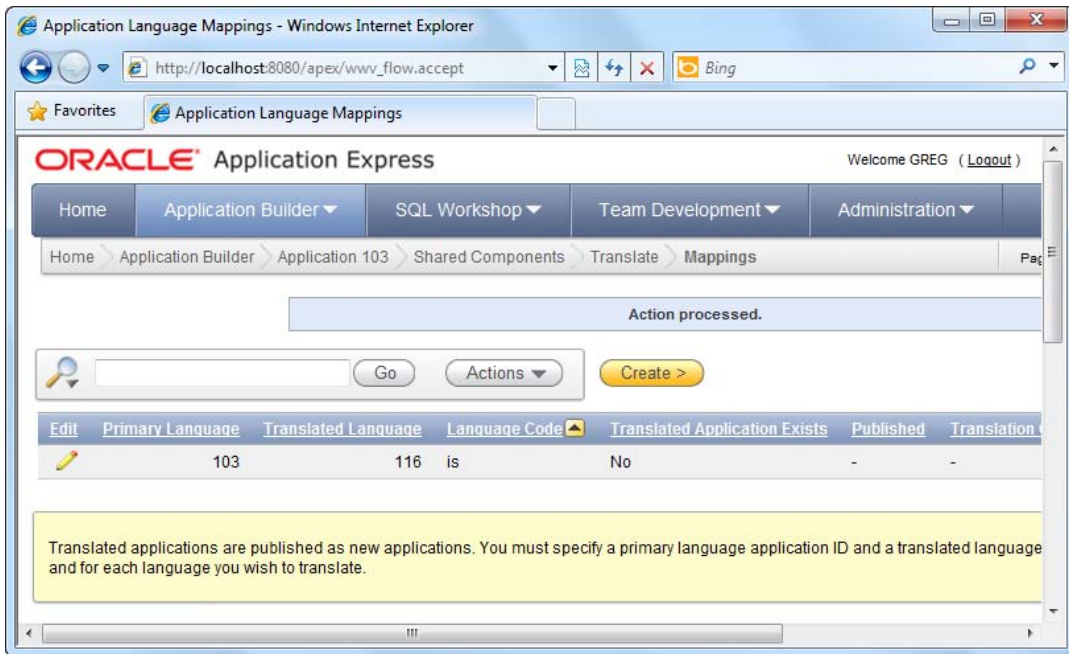 Application Language Mappings - Windows Internet Explorer
http://localhost:8080/apex/wwv_flow.accept Bing
Favorites Application Language Mappings
ORACLE Application Express Welcome GREG ( Logout )
Home Application Builder SQL Workshop Team Development Administration
Home Application Builder Application 103 Shared Components Translate Mappings
Action processed.
Go Actions Create >
Edit Primary Language Translated Language Language Code Translated Application Exists Published Translation
103 116 is No - -
Translated applications are published as new applications. You must specify a primary language application ID and a translated language
and for each language you wish to translate.